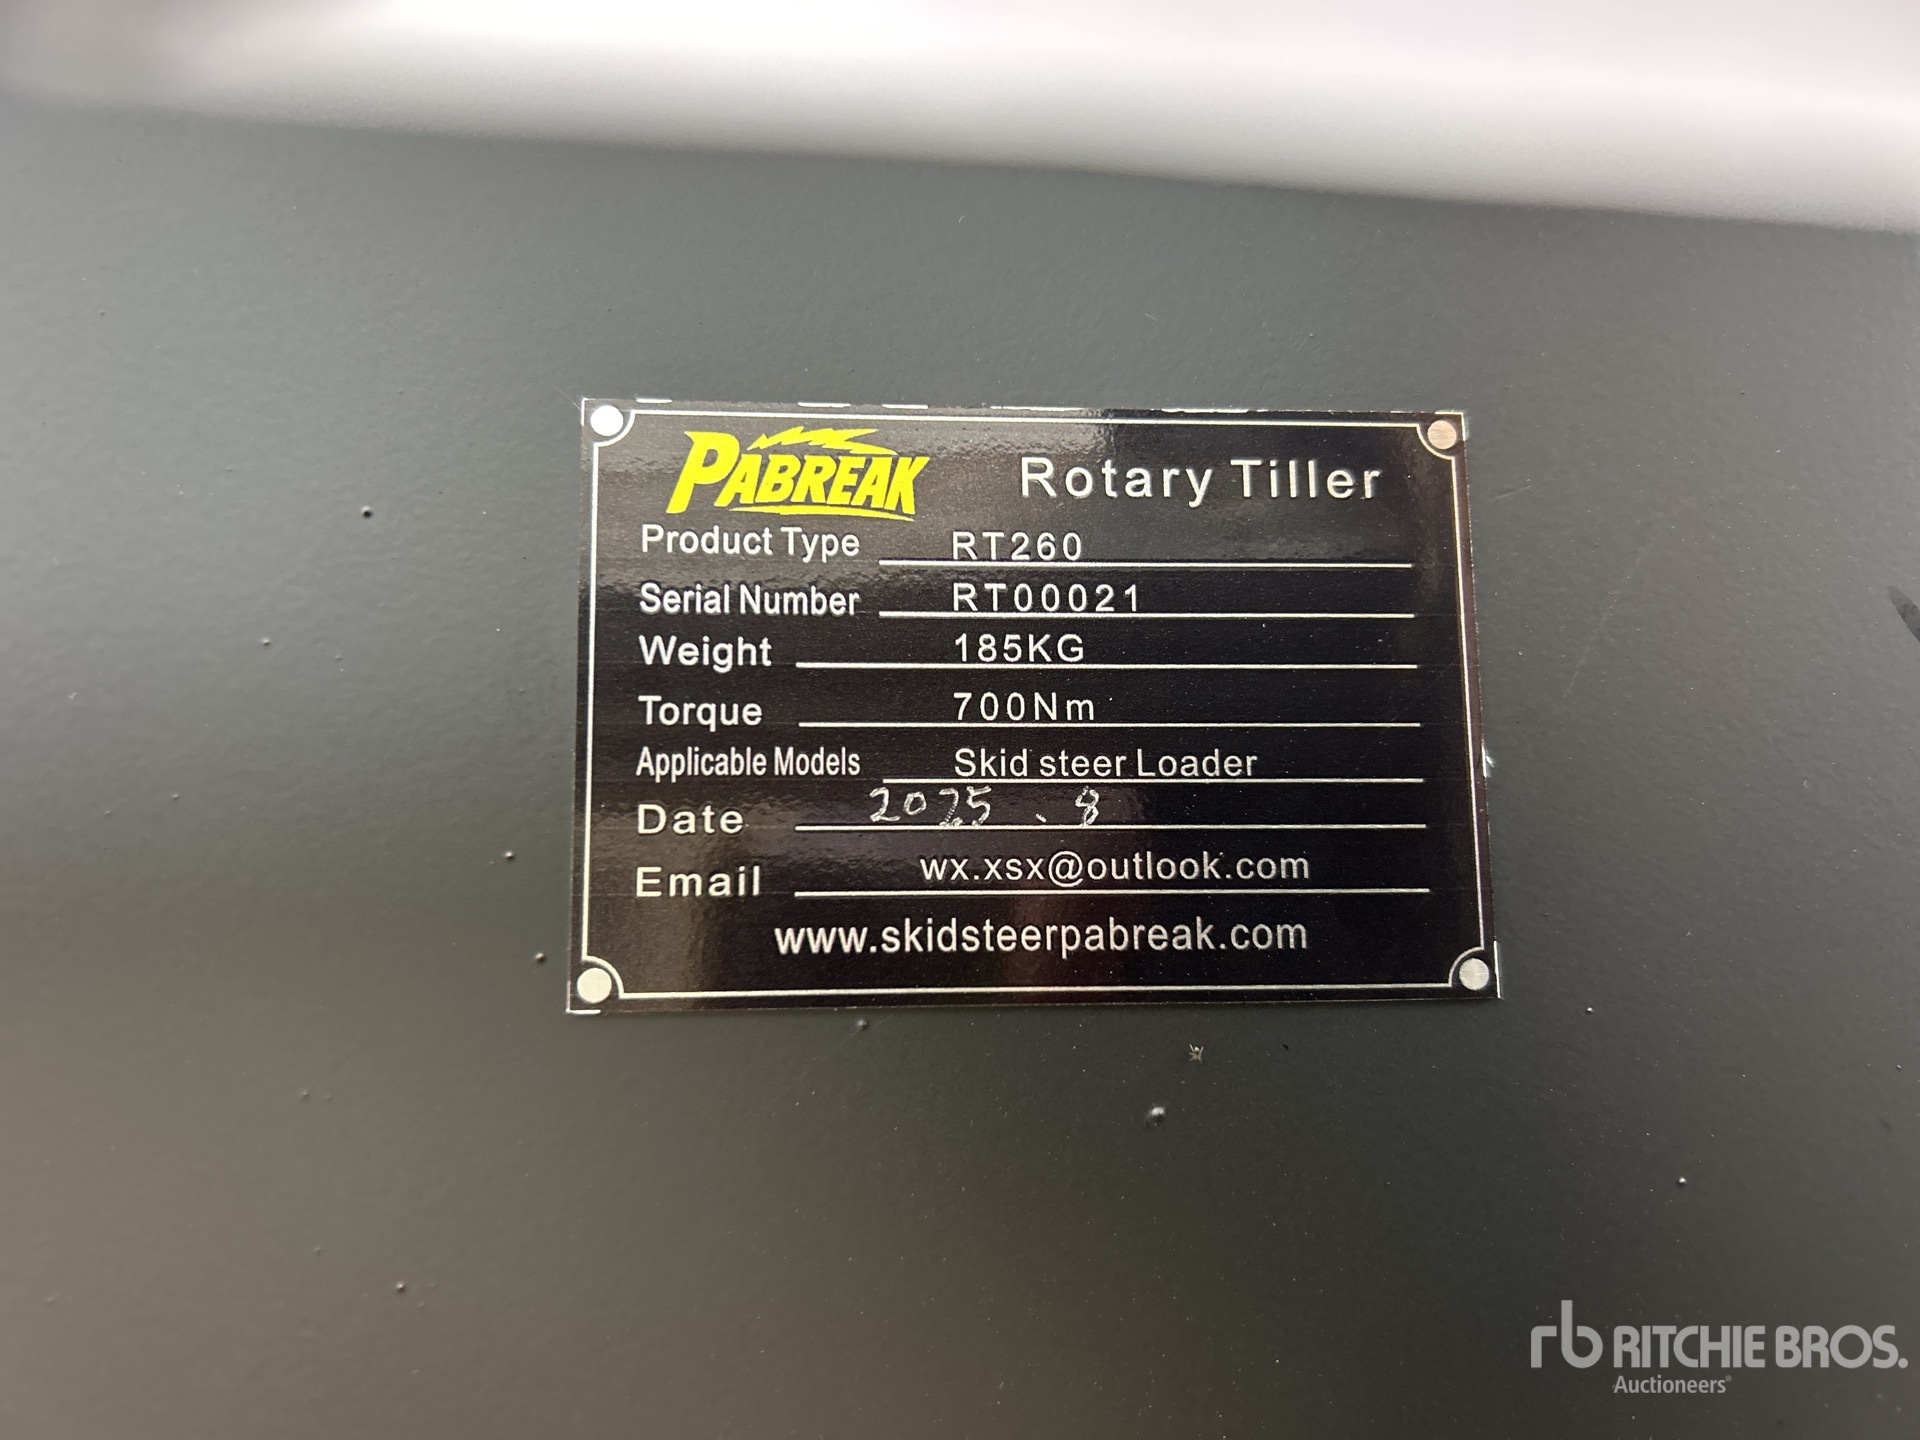 PABREAK Rotary Tiller
Product Type RT260
Serial Number RT00021
Weight 185KG
Torque 700Nm
Applicable Models Skid steer Loader
Date 2025.8
Email wx.xsx@outlook.com
www.skidsteerpabreak.com
rb RITCHIE BROS.
Auctioneers®